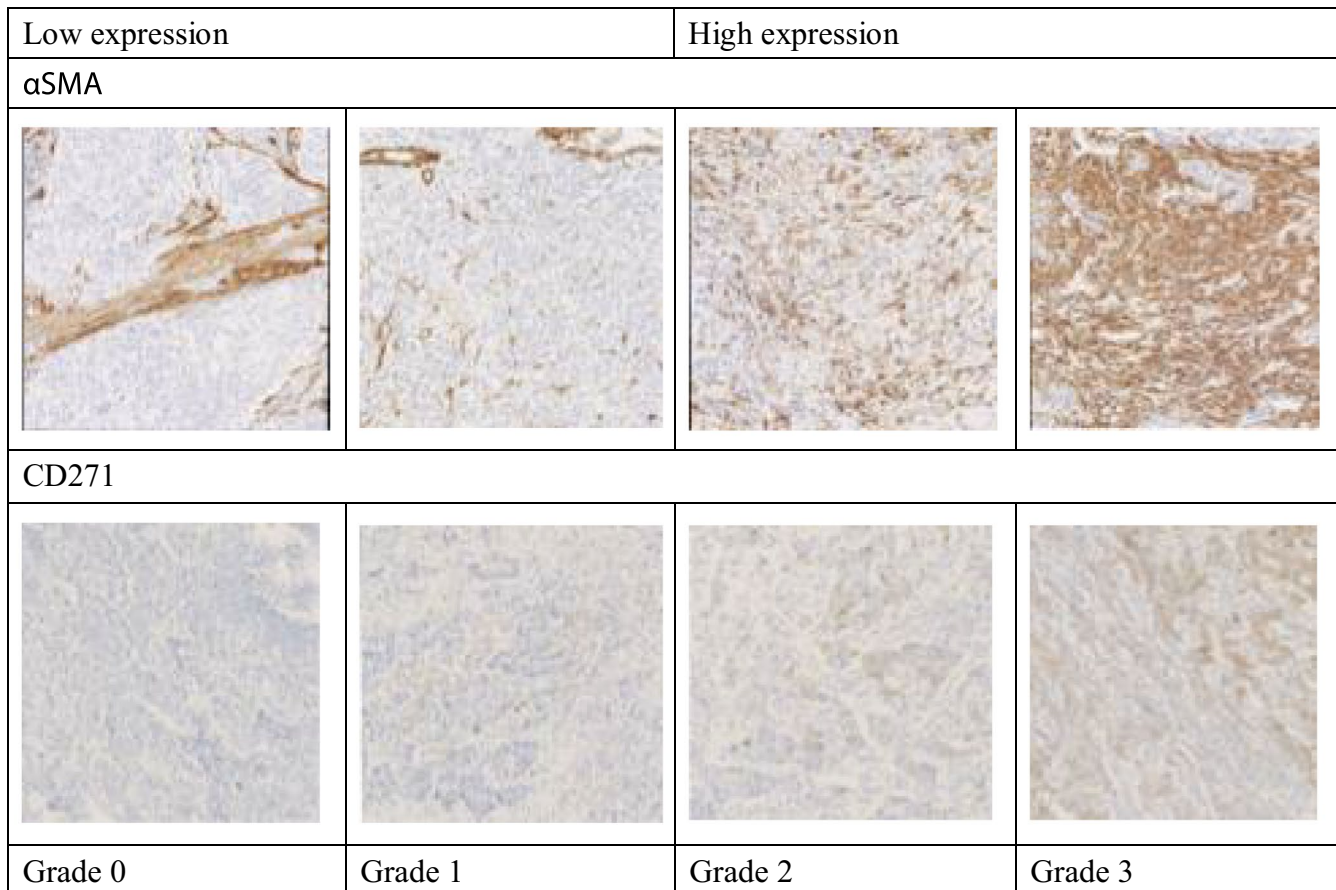 Low expression
High expression
αSMA
CD271
Grade 0
Grade 1
Grade 2
Grade 3